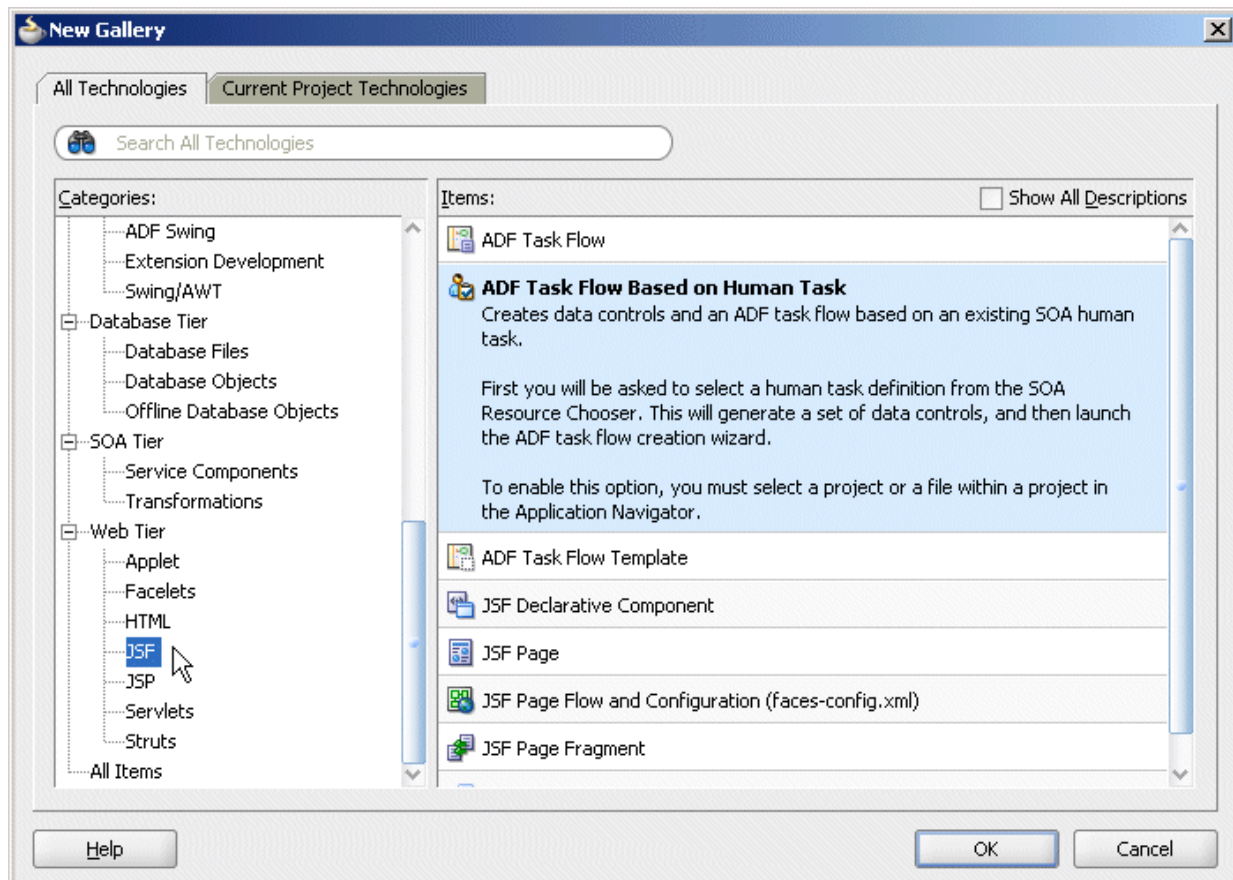 New Gallery
All Technologies
Current Project Technologies
Search All Technologies
Categories:
ADF Swing
Extension Development
Swing/AWT
Database Tier
Database Files
Database Objects
Offline Database Objects
SOA Tier
Service Components
Transformations
Web Tier
Applet
Facelets
HTML
JSF
JSP
Servlets
Struts
All Items
Items:
Show All Descriptions
ADF Task Flow
ADF Task Flow Based on Human Task
Creates data controls and an ADF task flow based on an existing SOA human
task.
First you will be asked to select a human task definition from the SOA
Resource Chooser. This will generate a set of data controls, and then launch
the ADF task flow creation wizard.
To enable this option, you must select a project or a file within a project in
the Application Navigator.
ADF Task Flow Template
JSF Declarative Component
JSF Page
JSF Page Flow and Configuration (faces-config.xml)
JSF Page Fragment
Help
OK
Cancel